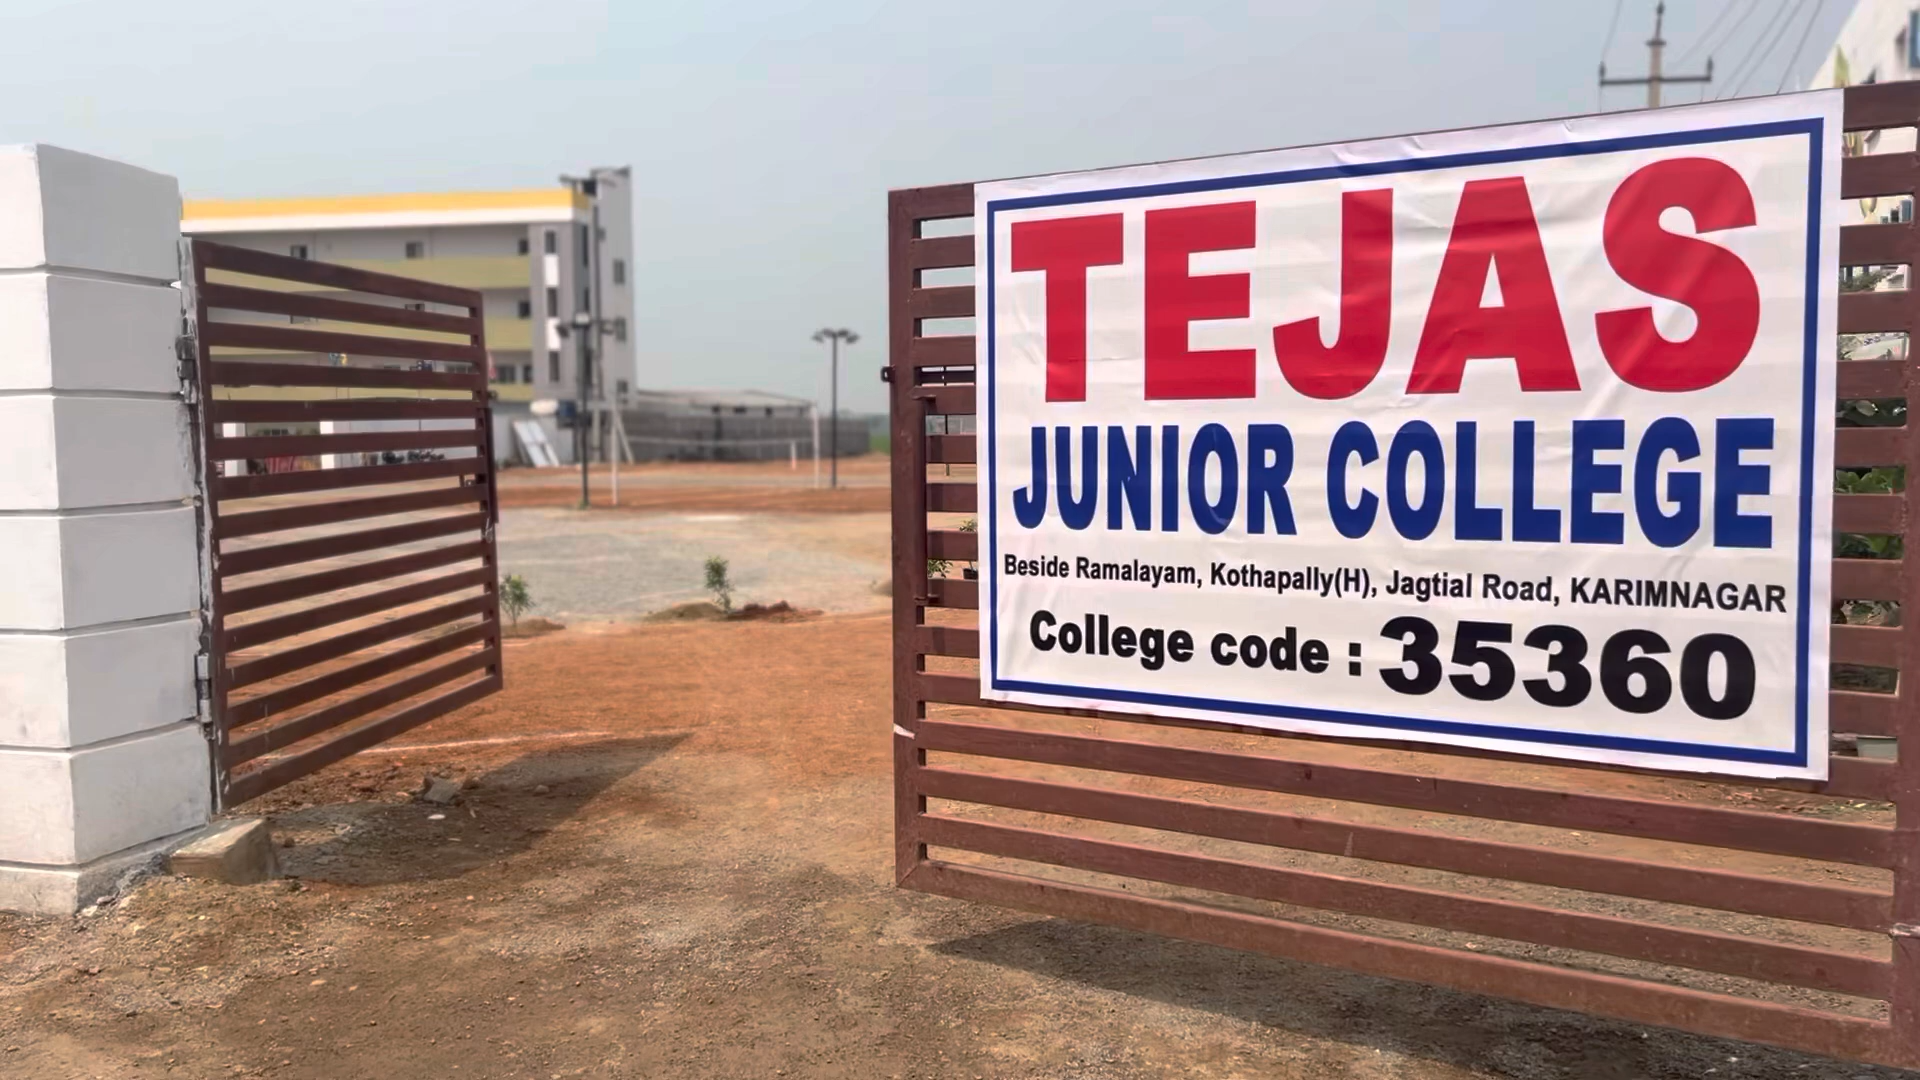 TEJAS
JUNIOR COLLEGE
Beside Ramalayam, Kothapally(H), Jagtial Road, KARIMNAGAR
College code : 35360